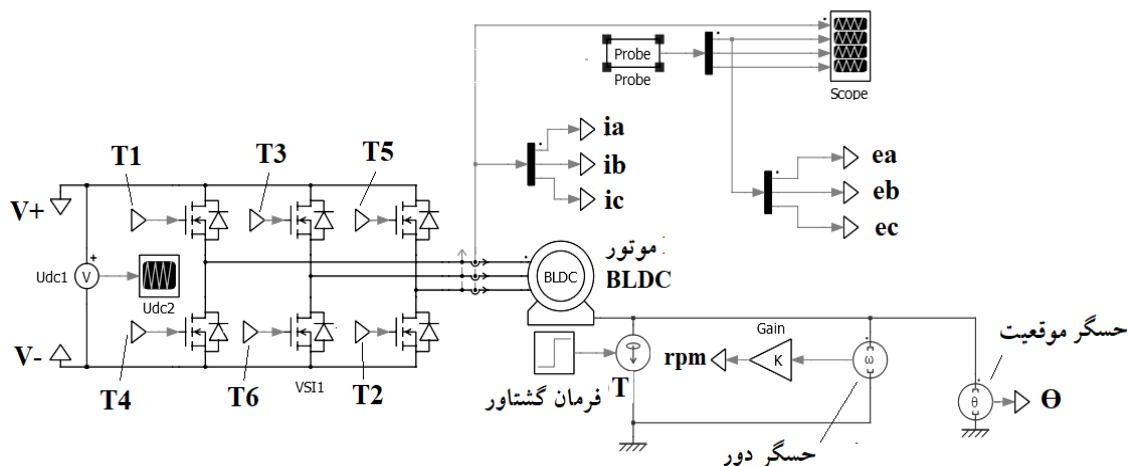 Probe
Probe
Scope
ia
ib
ic
ea
eb
ec
T1
T3
T5
V+
Udc1
V
Udc2
V-
T4
T6
VSI1
T2
موتور
BLDC
BLDC
فرمان گشتاور
T
rpm
Gain
K
ω
حسگر دور
حسگر موقعیت
θ
Θ